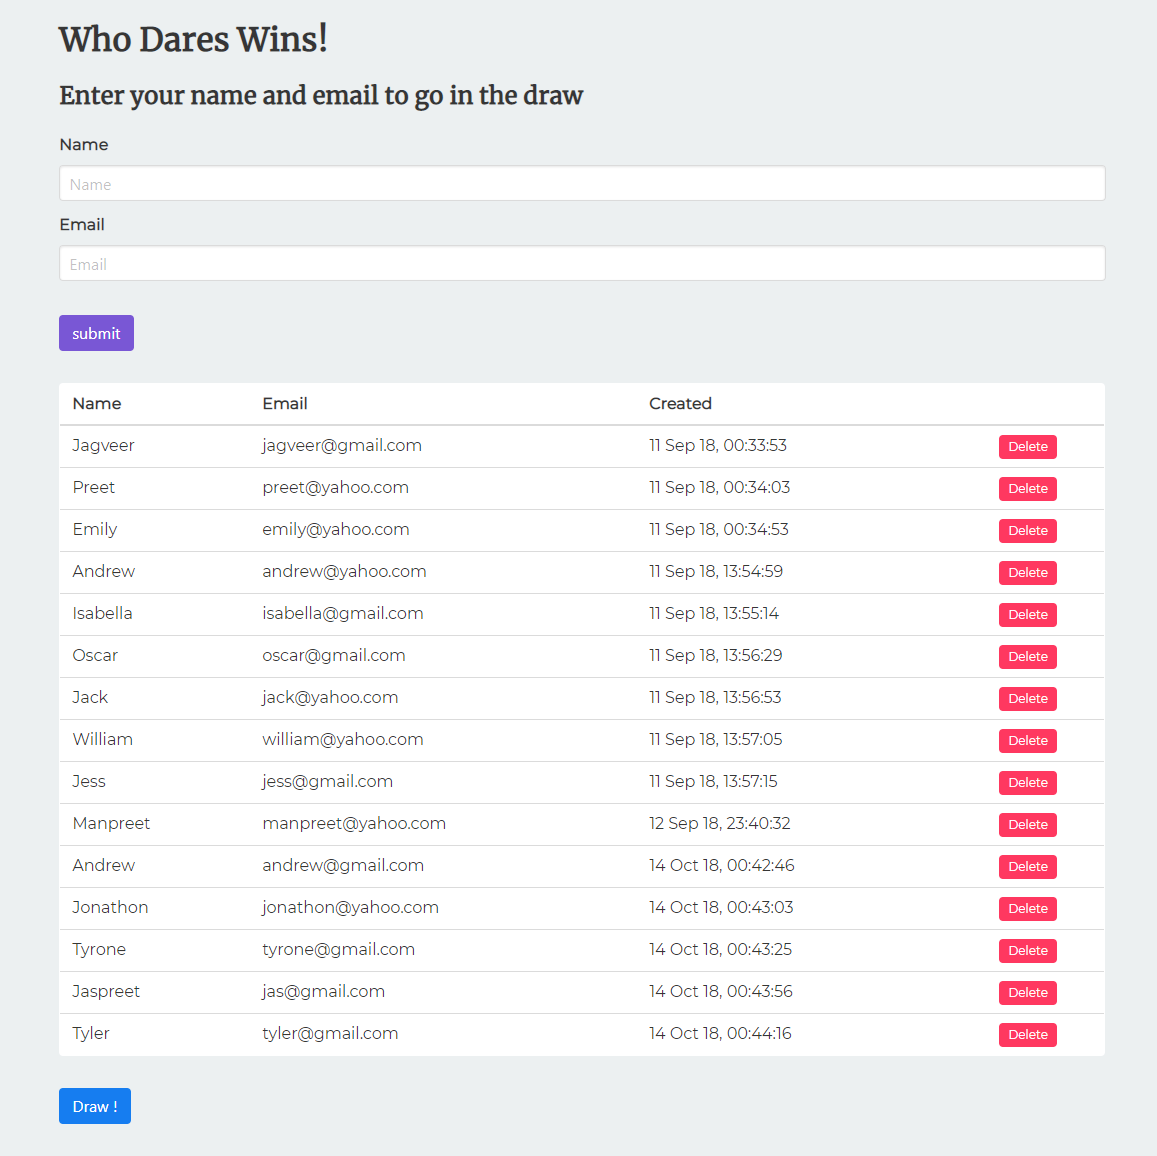 Who Dares Wins!
Enter your name and email to go in the draw
Name
Name
Email
Email
submit
Name Email Created
Jagveer jagveer@gmail.com 11 Sep 18, 00:33:53 Delete
Preet preet@yahoo.com 11 Sep 18, 00:34:03 Delete
Emily emily@yahoo.com 11 Sep 18, 00:34:53 Delete
Andrew andrew@yahoo.com 11 Sep 18, 13:54:59 Delete
Isabella isabella@gmail.com 11 Sep 18, 13:55:14 Delete
Oscar oscar@gmail.com 11 Sep 18, 13:56:29 Delete
Jack jack@yahoo.com 11 Sep 18, 13:56:53 Delete
William william@yahoo.com 11 Sep 18, 13:57:05 Delete
Jess jess@gmail.com 11 Sep 18, 13:57:15 Delete
Manpreet manpreet@yahoo.com 12 Sep 18, 23:40:32 Delete
Andrew andrew@gmail.com 14 Oct 18, 00:42:46 Delete
Jonathon jonathon@yahoo.com 14 Oct 18, 00:43:03 Delete
Tyrone tyrone@gmail.com 14 Oct 18, 00:43:25 Delete
Jaspreet jas@gmail.com 14 Oct 18, 00:43:56 Delete
Tyler tyler@gmail.com 14 Oct 18, 00:44:16 Delete
Draw !